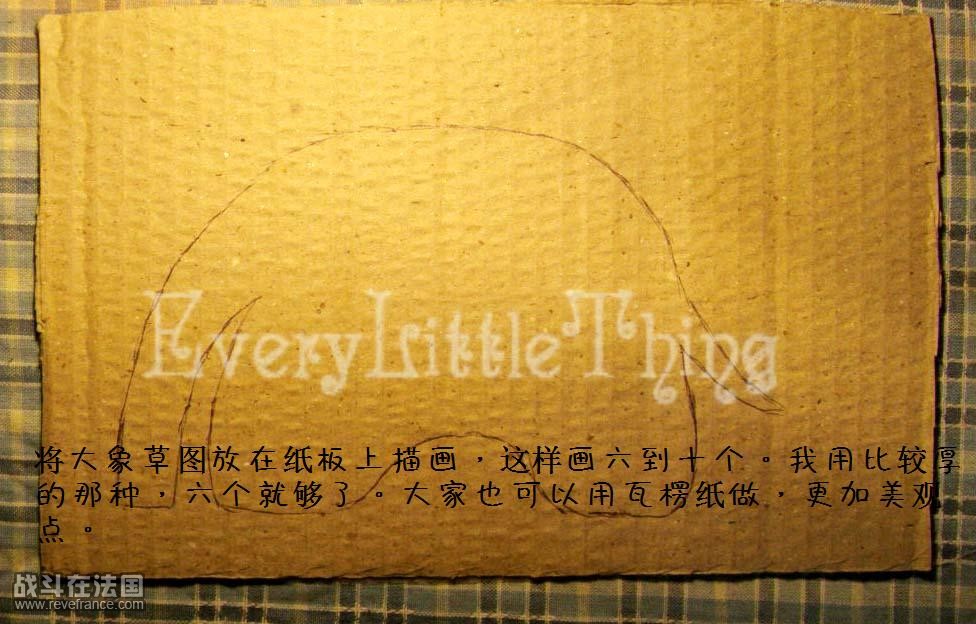 EveryLittleThing
将大象草图放在纸板上描画，这样画六到十个。我用比较厚
的那种，六个就够了。大家也可以用瓦楞纸做，更加美观
点。
战斗在法国
www.revefrance.com